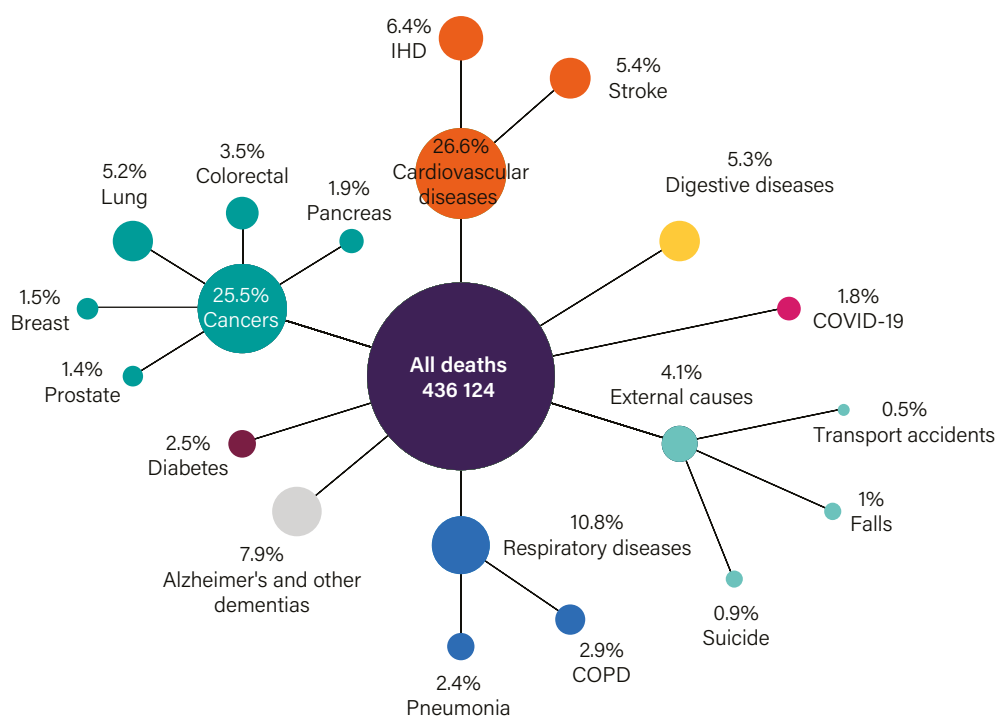 6.4%
IHD
5.4%
Stroke
26.6%
Cardiovascular
diseases
5.3%
Digestive diseases
3.5%
Colorectal
5.2%
Lung
1.9%
Pancreas
25.5%
Cancers
1.5%
Breast
1.4%
Prostate
1.8%
COVID-19
All deaths
436 124
4.1%
External causes
0.5%
Transport accidents
1%
Falls
0.9%
Suicide
2.5%
Diabetes
7.9%
Alzheimer's and other
dementias
10.8%
Respiratory diseases
2.9%
COPD
2.4%
Pneumonia